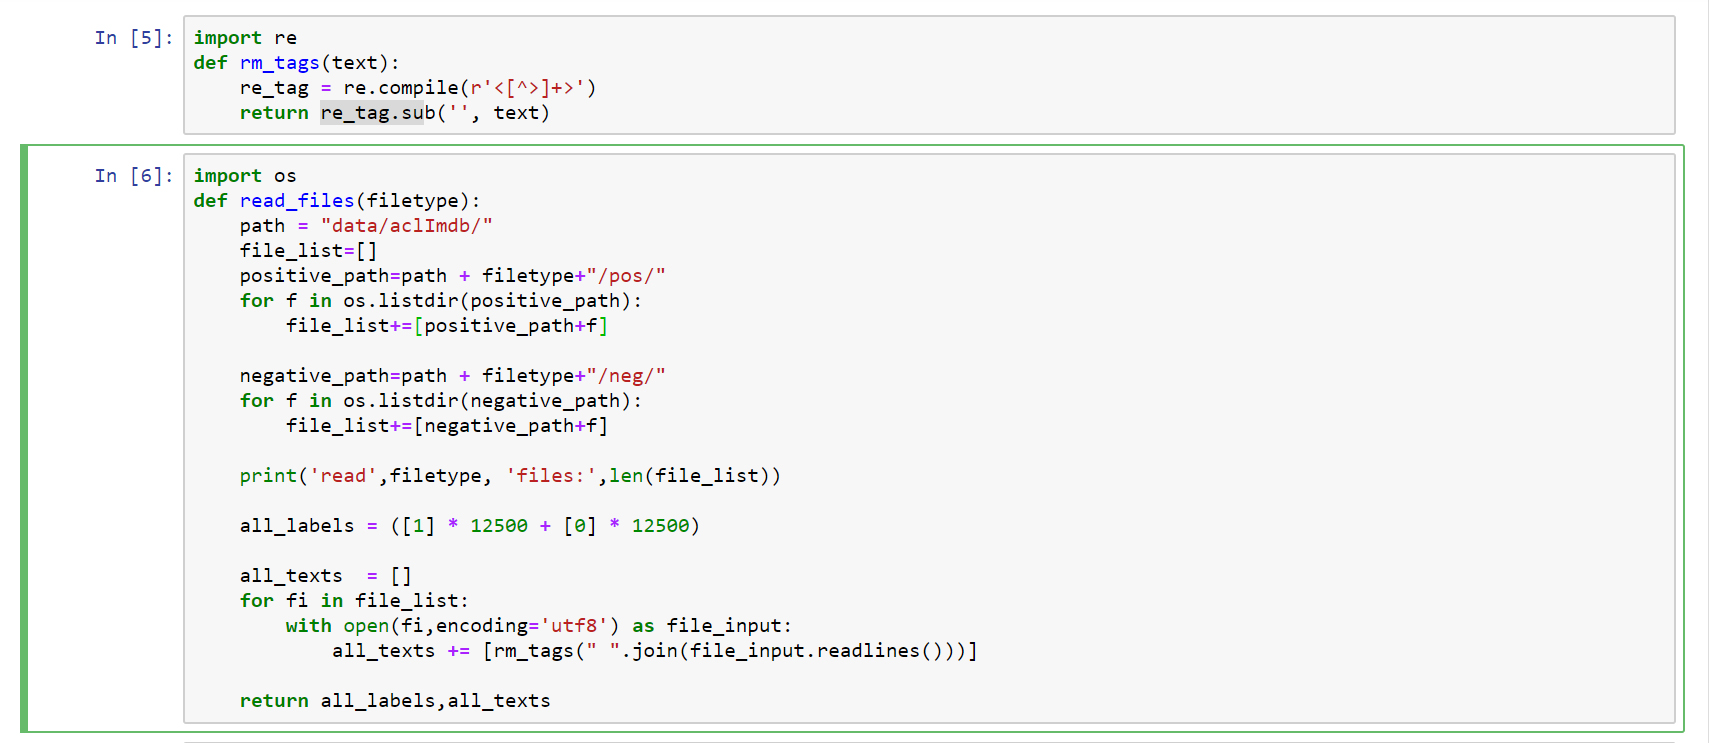 In [5]: import re
def rm_tags(text):
    re_tag = re.compile(r'<[^>]+>')
    return re_tag.sub('', text)
In [6]: import os
def read_files(filetype):
    path = "data/aclImdb/"
    file_list=[]
    positive_path=path + filetype+"/pos/"
    for f in os.listdir(positive_path):
        file_list+=[positive_path+f]
    negative_path=path + filetype+"/neg/"
    for f in os.listdir(negative_path):
        file_list+=[negative_path+f]
    print('read',filetype, 'files:',len(file_list))
    all_labels = ([1] * 12500 + [0] * 12500)
    all_texts  = []
    for fi in file_list:
        with open(fi,encoding='utf8') as file_input:
            all_texts += [rm_tags(" ".join(file_input.readlines()))]
    return all_labels,all_texts